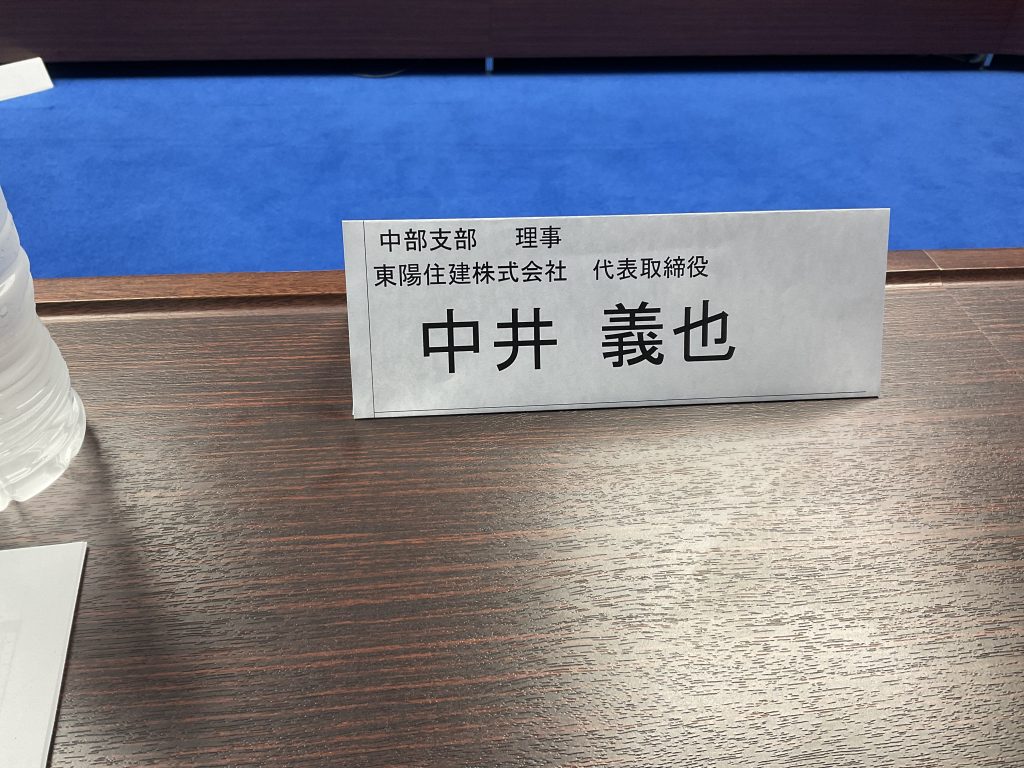 中部支部　理事
東陽住建株式会社　代表取締役
中井 義也